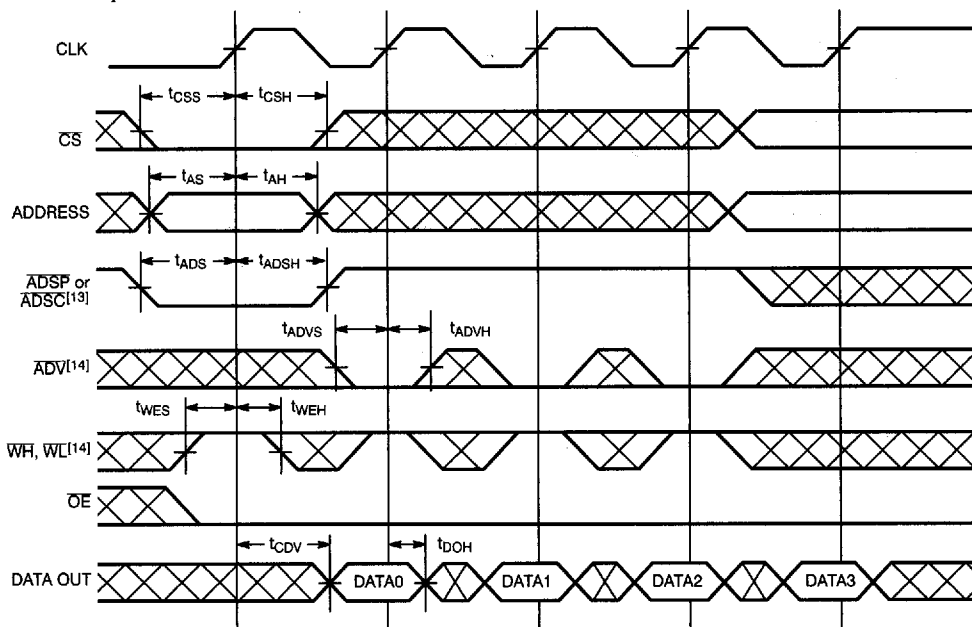 CLK
tCSS tCSH
CS
tAS tAH
ADDRESS
tADS tADSH
ADSP or
ADSC[13]
tADVS tADVH
ADV[14]
tWES tWEH
WH, WL[14]
OE
tCDV tDOH
DATA OUT DATA0 DATA1 DATA2 DATA3